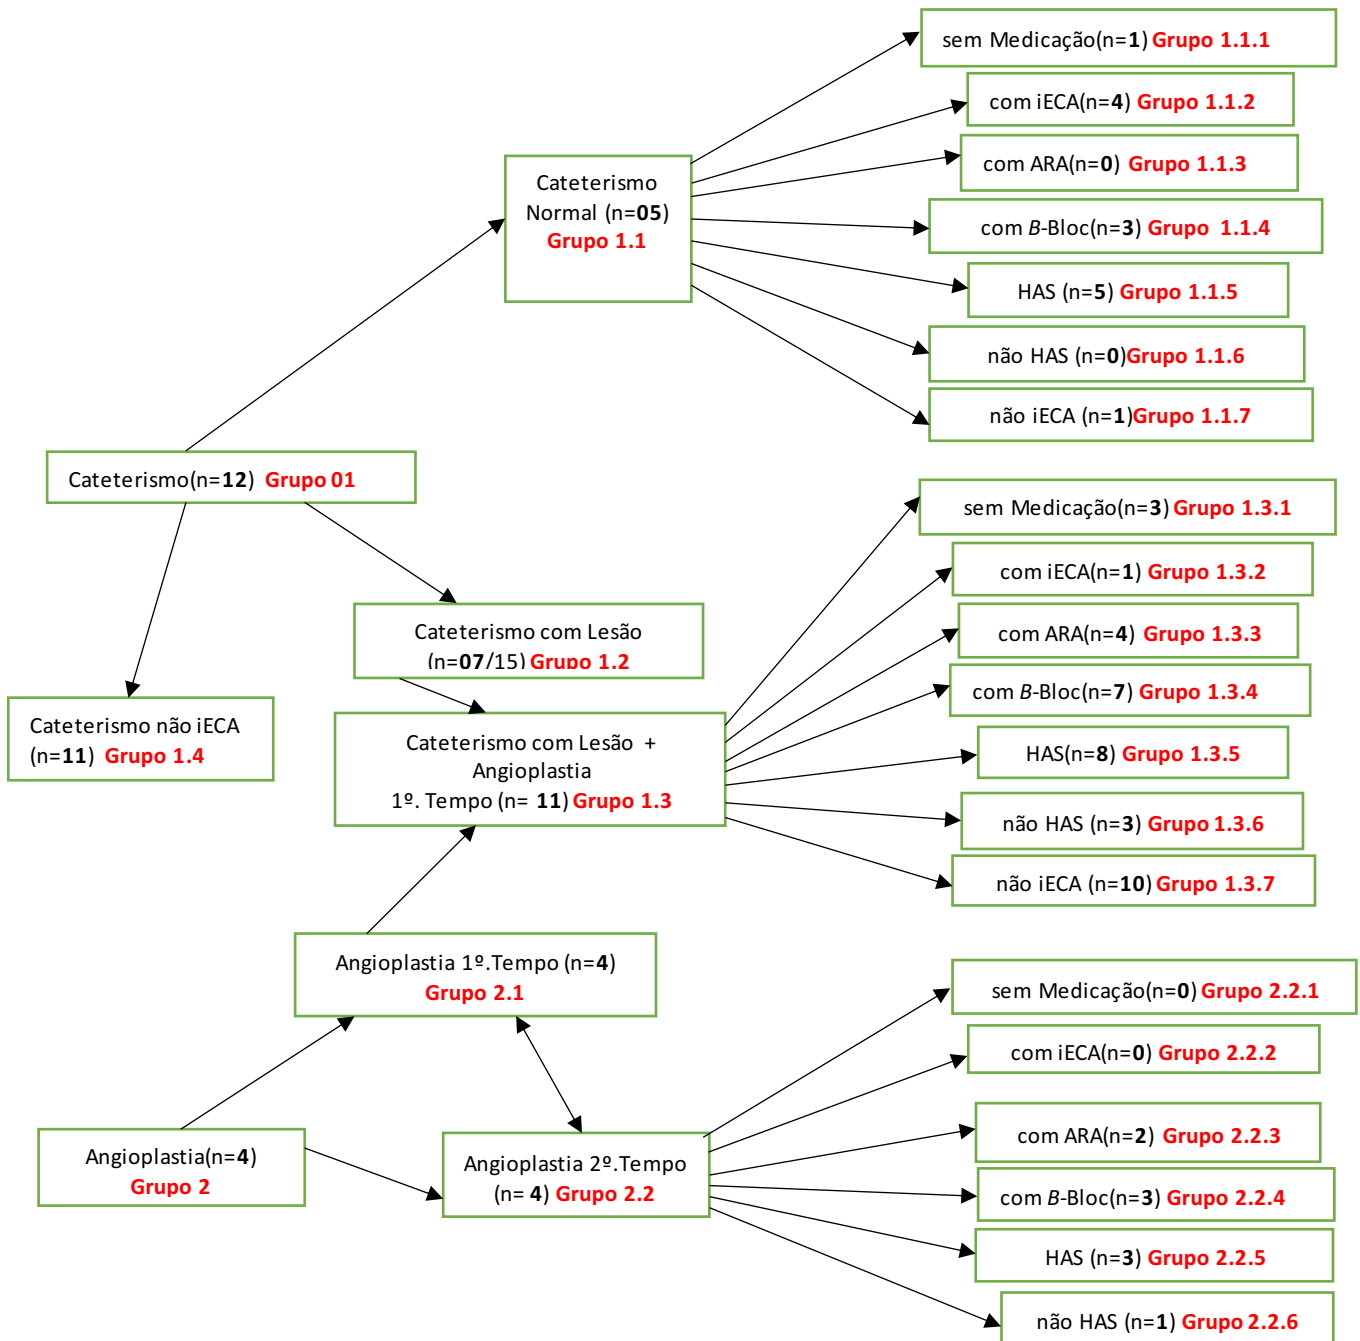 sem Medicação(n=1) Grupo 1.1.1
com iECA(n=4) Grupo 1.1.2
com ARA(n=0) Grupo 1.1.3
com B-Bloc(n=3) Grupo 1.1.4
HAS (n=5) Grupo 1.1.5
não HAS (n=0)Grupo 1.1.6
não iECA (n=1)Grupo 1.1.7
Cateterismo
Normal (n=05)
Grupo 1.1
Cateterismo(n=12) Grupo 01
Cateterismo com Lesão
(n=07/15) Grupo 1.2
Cateterismo não iECA
(n=11) Grupo 1.4
Cateterismo com Lesão +
Angioplastia
1º. Tempo (n= 11) Grupo 1.3
sem Medicação(n=3) Grupo 1.3.1
com iECA(n=1) Grupo 1.3.2
com ARA(n=4) Grupo 1.3.3
com B-Bloc(n=7) Grupo 1.3.4
HAS(n=8) Grupo 1.3.5
não HAS (n=3) Grupo 1.3.6
não iECA (n=10) Grupo 1.3.7
Angioplastia 1º.Tempo (n=4)
Grupo 2.1
Angioplastia(n=4)
Grupo 2
Angioplastia 2º.Tempo
(n= 4) Grupo 2.2
sem Medicação(n=0) Grupo 2.2.1
com iECA(n=0) Grupo 2.2.2
com ARA(n=2) Grupo 2.2.3
com B-Bloc(n=3) Grupo 2.2.4
HAS (n=3) Grupo 2.2.5
não HAS (n=1) Grupo 2.2.6